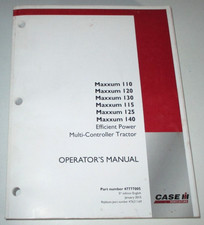 Maxxum 110
Maxxum 120
Maxxum 130
Maxxum 115
Maxxum 125
Maxxum 140
Efficient Power
Multi-Controller Tractor
OPERATOR'S MANUAL
Part number
English
CASE IH